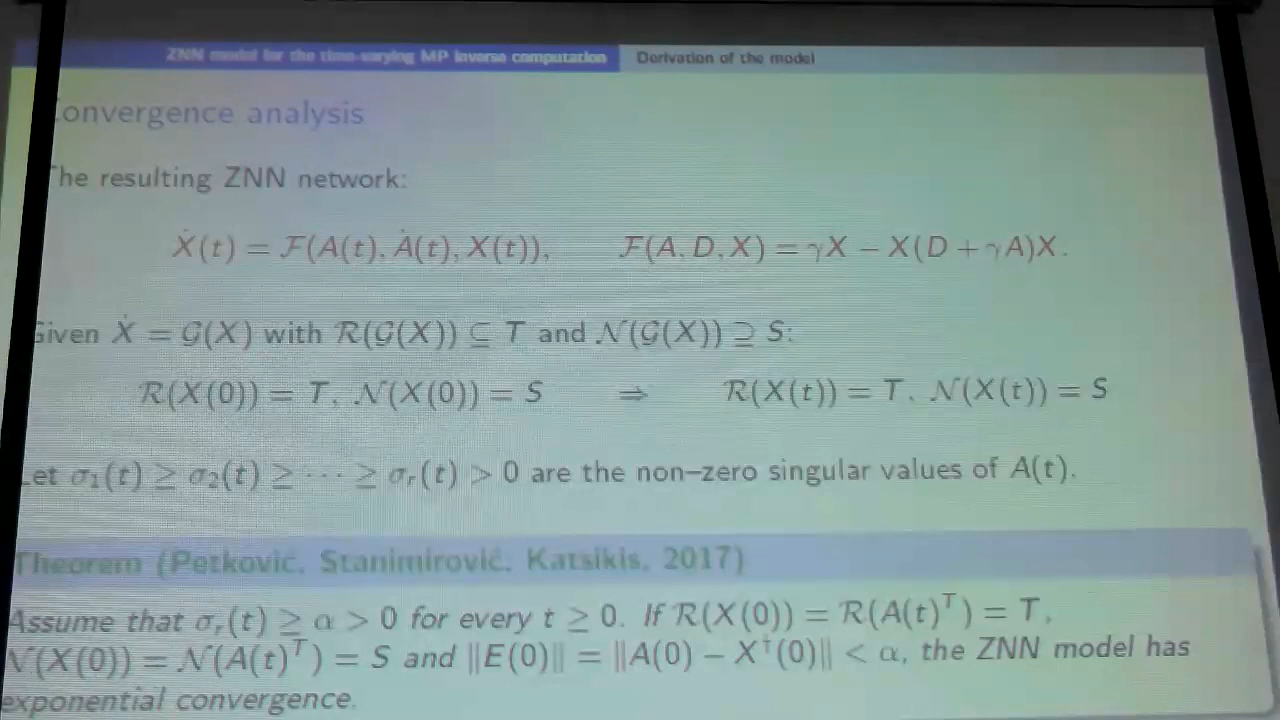 ZNN model for the time-varying MP inverse computation Derivation of the model
onvergence analysis
he resulting ZNN network:
Ẋ(t) = F(A(t), Ȧ(t), X(t)), F(A, D, X) = γX − X(D + γA)X.
Given Ẋ = G(X) with R(G(X)) ⊆ T and N(G(X)) ⊇ S:
R(X(0)) = T, N(X(0)) = S ⇒ R(X(t)) = T, N(X(t)) = S
Let σ₁(t) ≥ σ₂(t) ≥ ··· ≥ σᵣ(t) > 0 are the non–zero singular values of A(t).
Theorem (Petković, Stanimirović, Katsikis, 2017)
Assume that σᵣ(t) ≥ α > 0 for every t ≥ 0. If R(X(0)) = R(A(t)ᵀ) = T,
N(X(0)) = N(A(t)ᵀ) = S and ‖E(0)‖ = ‖A(0) − X†(0)‖ < α, the ZNN model has
exponential convergence.